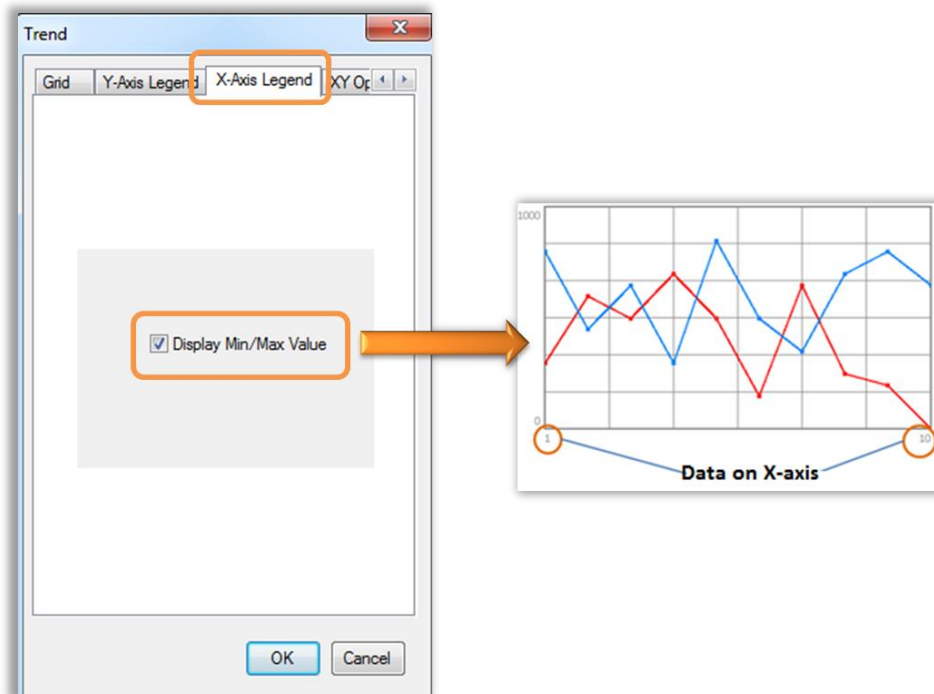 Trend
Grid
Y-Axis Legend
X-Axis Legend
XY Op
Display Min/Max Value
OK
Cancel
1000
0
1
10
Data on X-axis